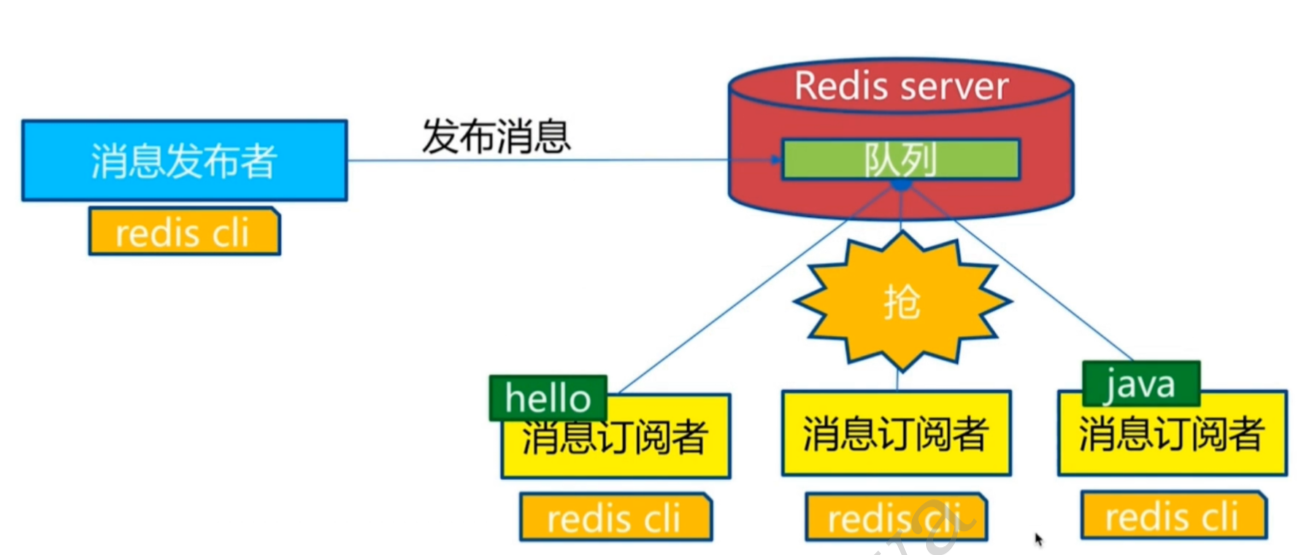 Redis server
发布消息
消息发布者
队列
redis cli
抢
hello
java
消息订阅者
消息订阅者
消息订阅者
redis cli
redis cli
redis cli